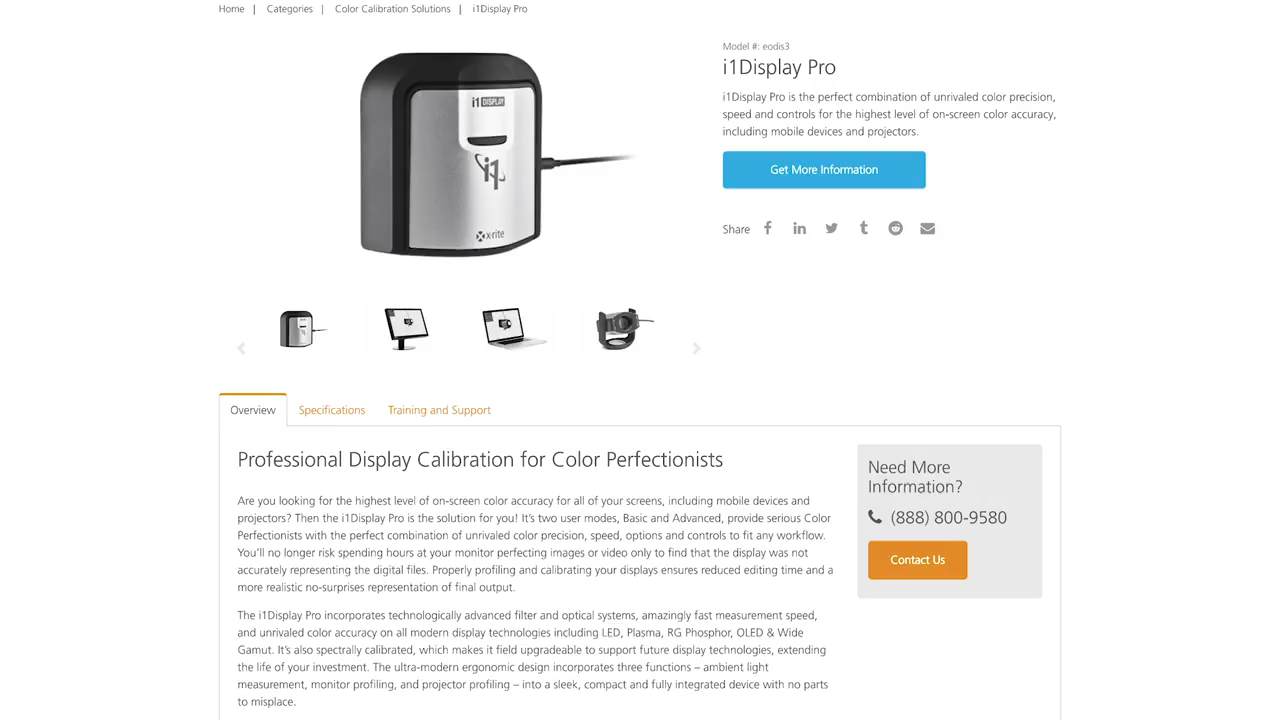 Home | Categories | Color Calibration Solutions | i1Display Pro
Model #: eodis3
i1Display Pro
i1Display Pro is the perfect combination of unrivaled color precision,
speed and controls for the highest level of on-screen color accuracy,
including mobile devices and projectors.
Get More Information
Share
i1 DISPLAY
i1
x-rite
Overview
Specifications
Training and Support
Professional Display Calibration for Color Perfectionists
Are you looking for the highest level of on-screen color accuracy for all of your screens, including mobile devices and
projectors? Then the i1Display Pro is the solution for you! It's two user modes, Basic and Advanced, provide serious Color
Perfectionists with the perfect combination of unrivaled color precision, speed, options and controls to fit any workflow.
You'll no longer risk spending hours at your monitor perfecting images or video only to find that the display was not
accurately representing the digital files. Properly profiling and calibrating your displays ensures reduced editing time and a
more realistic no-surprises representation of final output.
The i1Display Pro incorporates technologically advanced filter and optical systems, amazingly fast measurement speed,
and unrivaled color accuracy on all modern display technologies including LED, Plasma, RG Phosphor, OLED & Wide
Gamut. It's also spectrally calibrated, which makes it field upgradeable to support future display technologies, extending
the life of your investment. The ultra-modern ergonomic design incorporates three functions – ambient light
measurement, monitor profiling, and projector profiling – into a sleek, compact and fully integrated device with no parts
to misplace.
Need More
Information?
(888) 800-9580
Contact Us